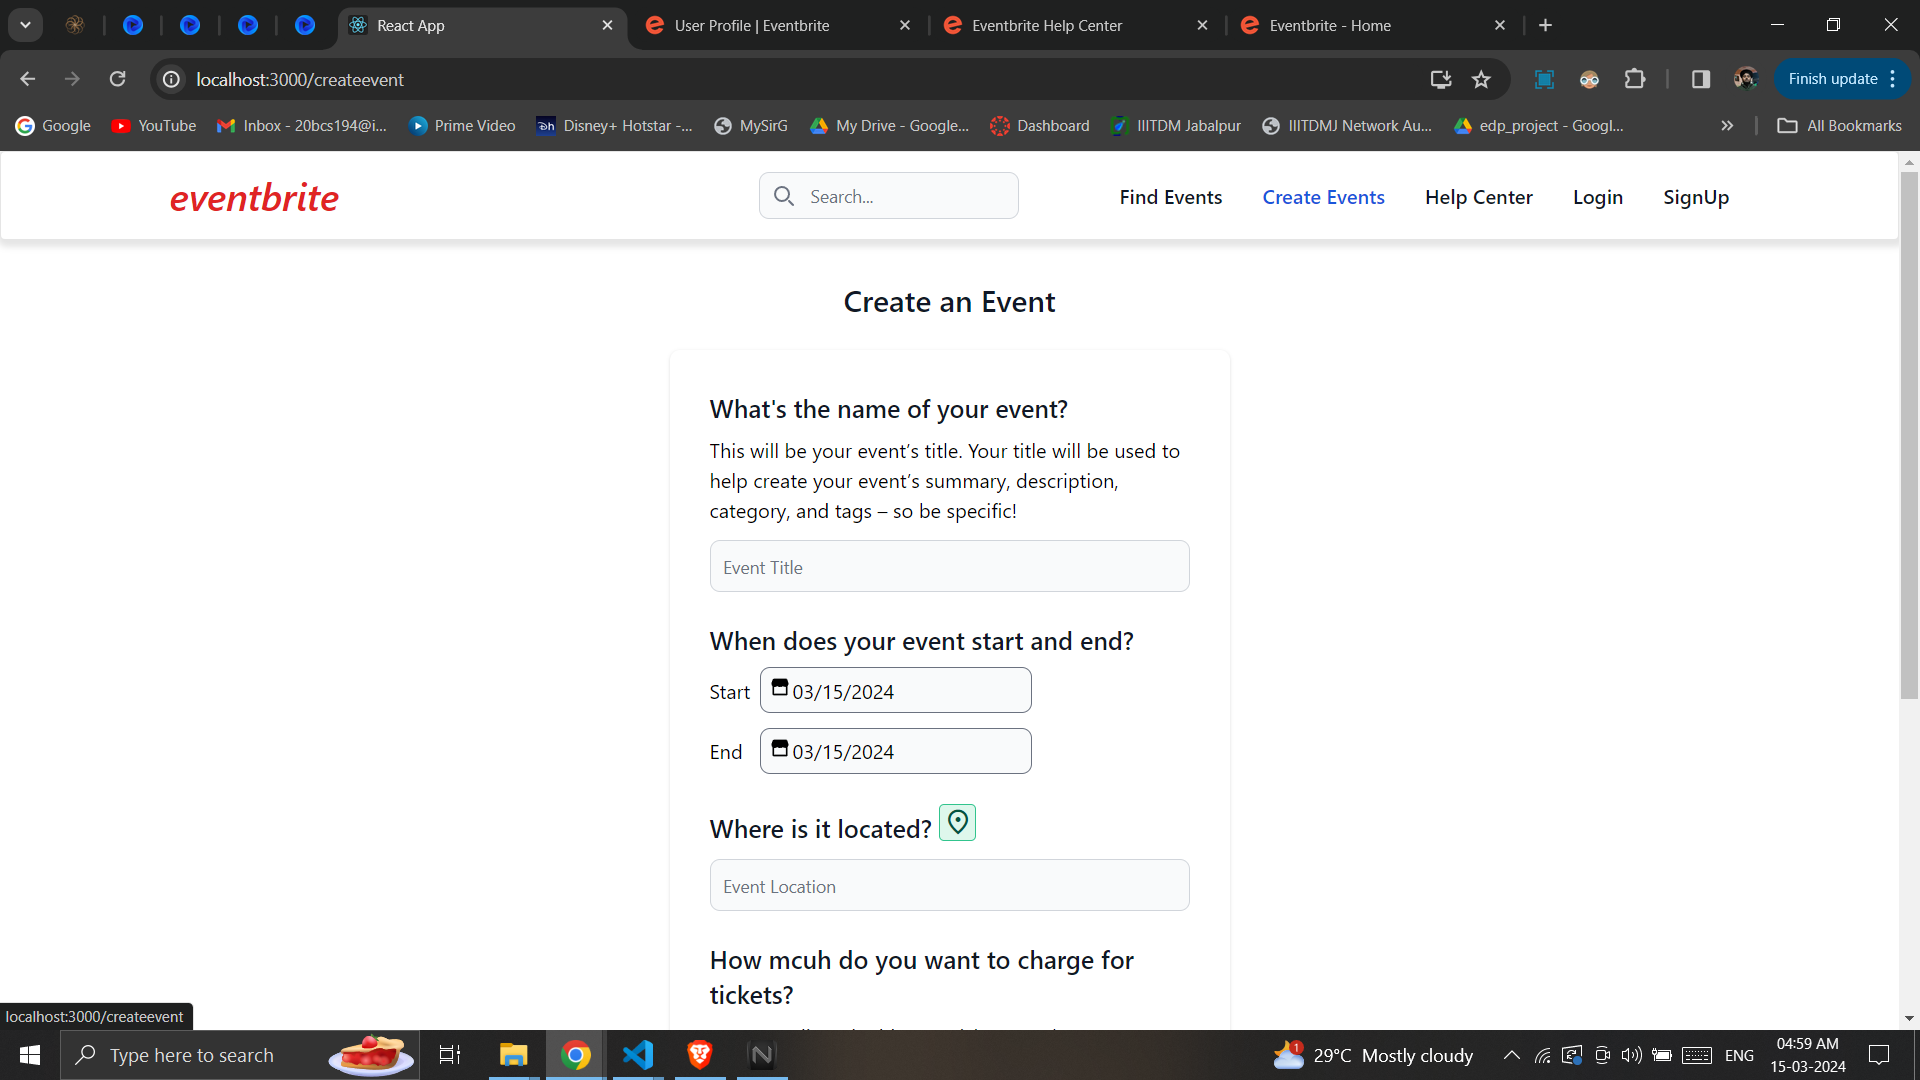 React App
User Profile | Eventbrite
Eventbrite Help Center
Eventbrite - Home
localhost:3000/createevent
Finish update
Google
YouTube
Inbox - 20bcs194@i...
Prime Video
Disney+ Hotstar -...
MySirG
My Drive - Google...
Dashboard
IIITDM Jabalpur
IIITDMJ Network Au...
edp_project - Googl...
All Bookmarks
eventbrite
Search...
Find Events
Create Events
Help Center
Login
SignUp
Create an Event
What's the name of your event?
This will be your event’s title. Your title will be used to
help create your event’s summary, description,
category, and tags – so be specific!
Event Title
When does your event start and end?
Start
03/15/2024
End
03/15/2024
Where is it located?
Event Location
How mcuh do you want to charge for
tickets?
localhost:3000/createevent
Type here to search
1
29°C Mostly cloudy
ENG
04:59 AM
15-03-2024